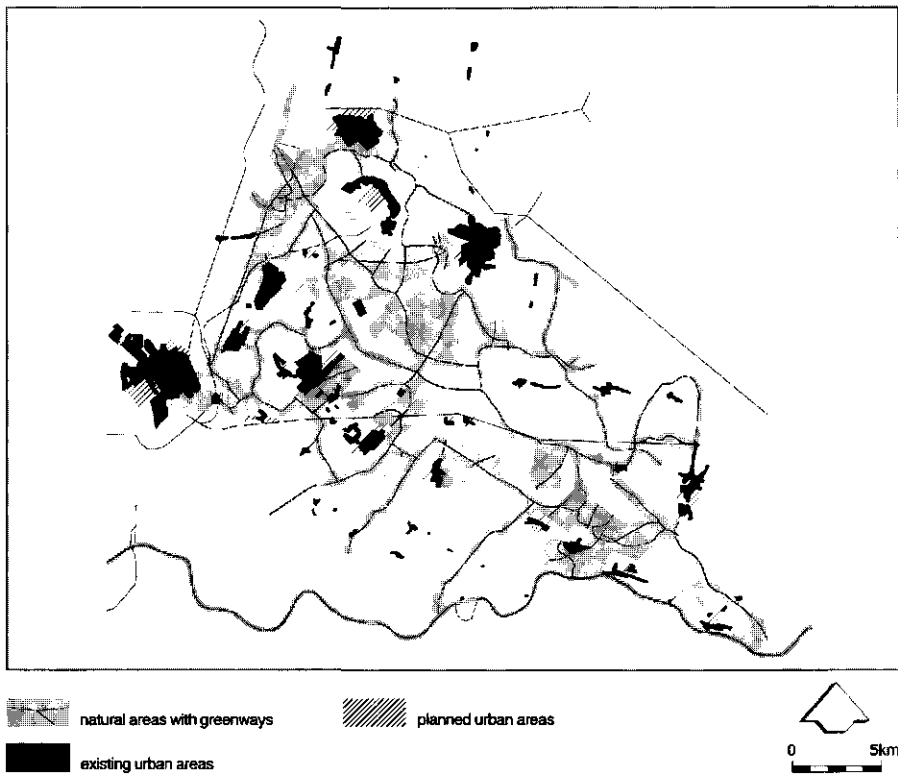 natural areas with greenways
planned urban areas
existing urban areas
0 5km